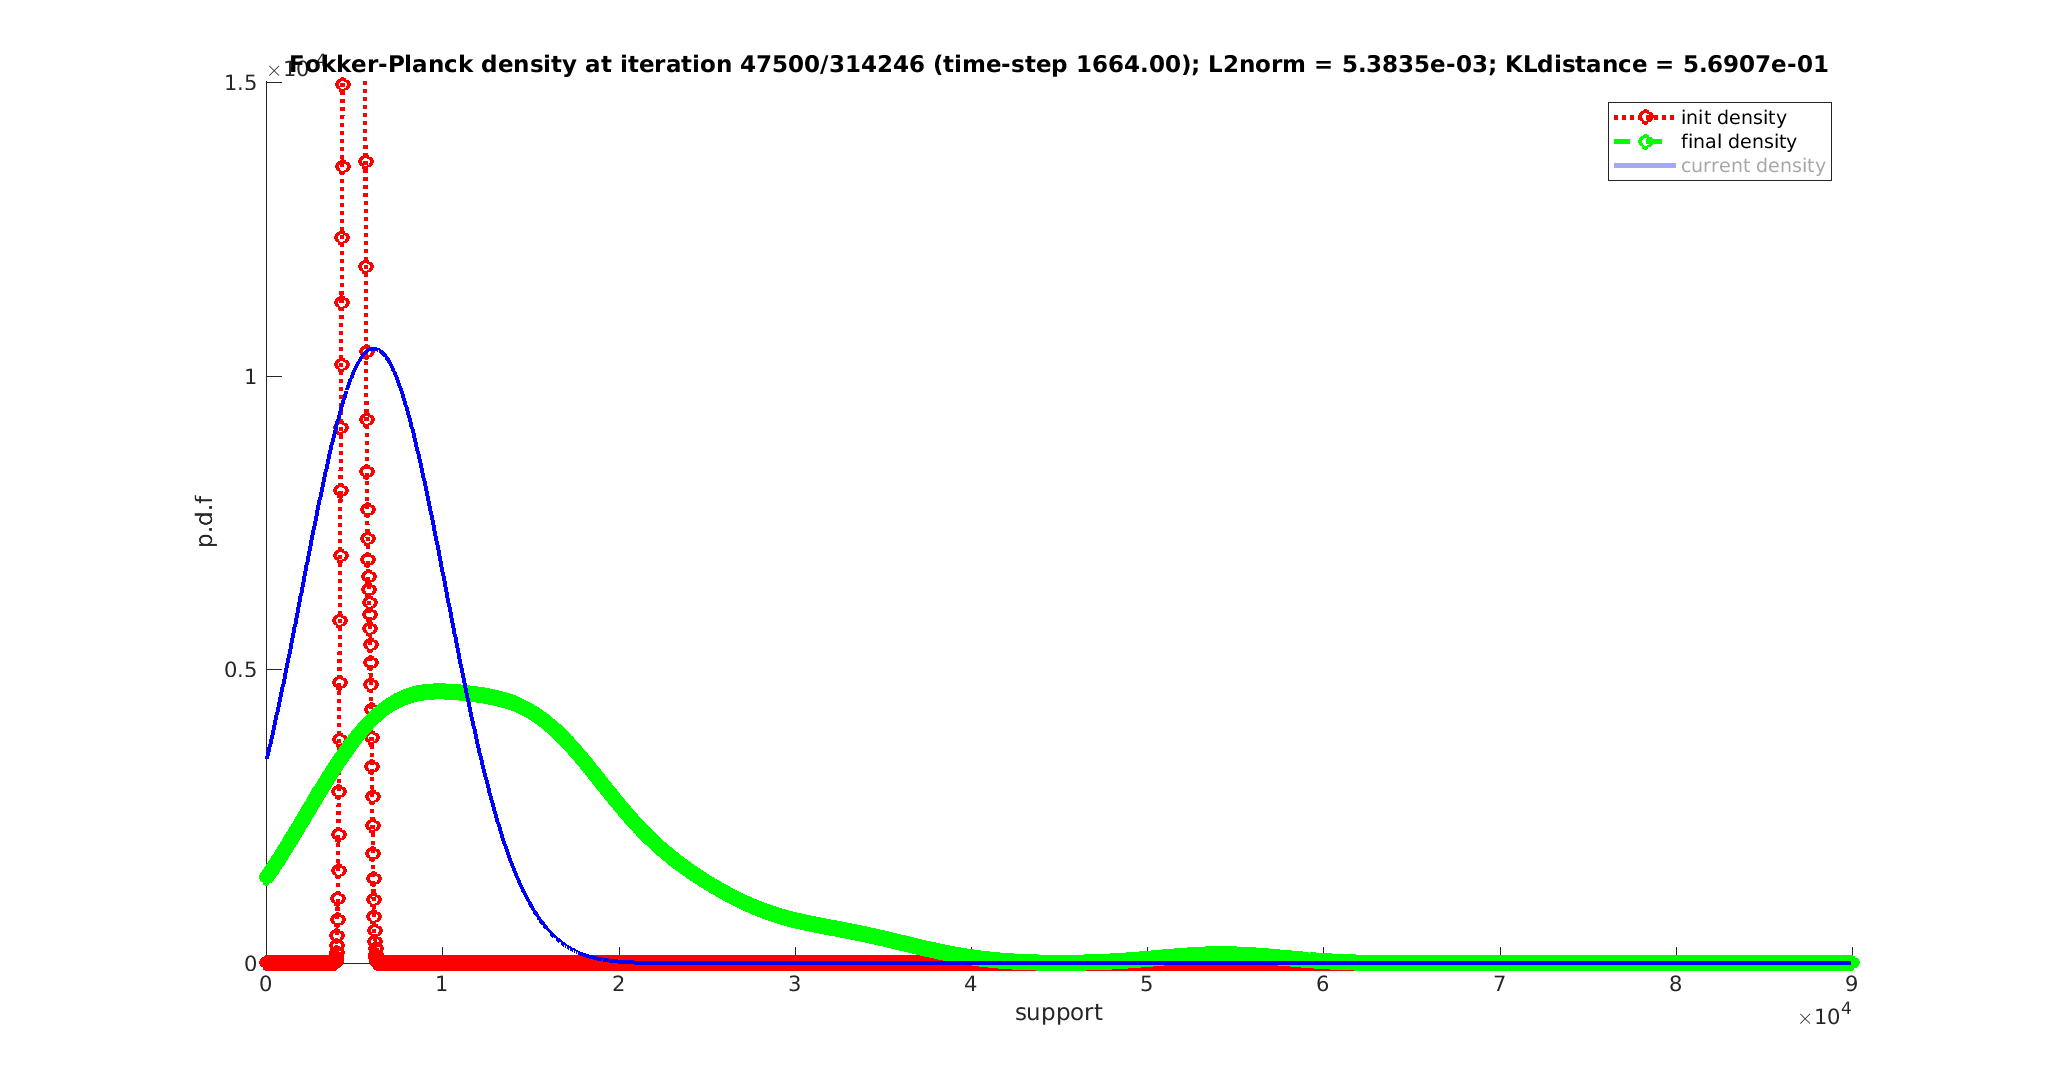 Fokker-Planck density at iteration 47500/314246 (time-step 1664.00); L2norm = 5.3835e-03; KLdistance = 5.6907e-01
1.5
init density
final density
current density
1
p.d.f
0.5
0
0 1 2 3 4 5 6 7 8 9
support
×10⁴